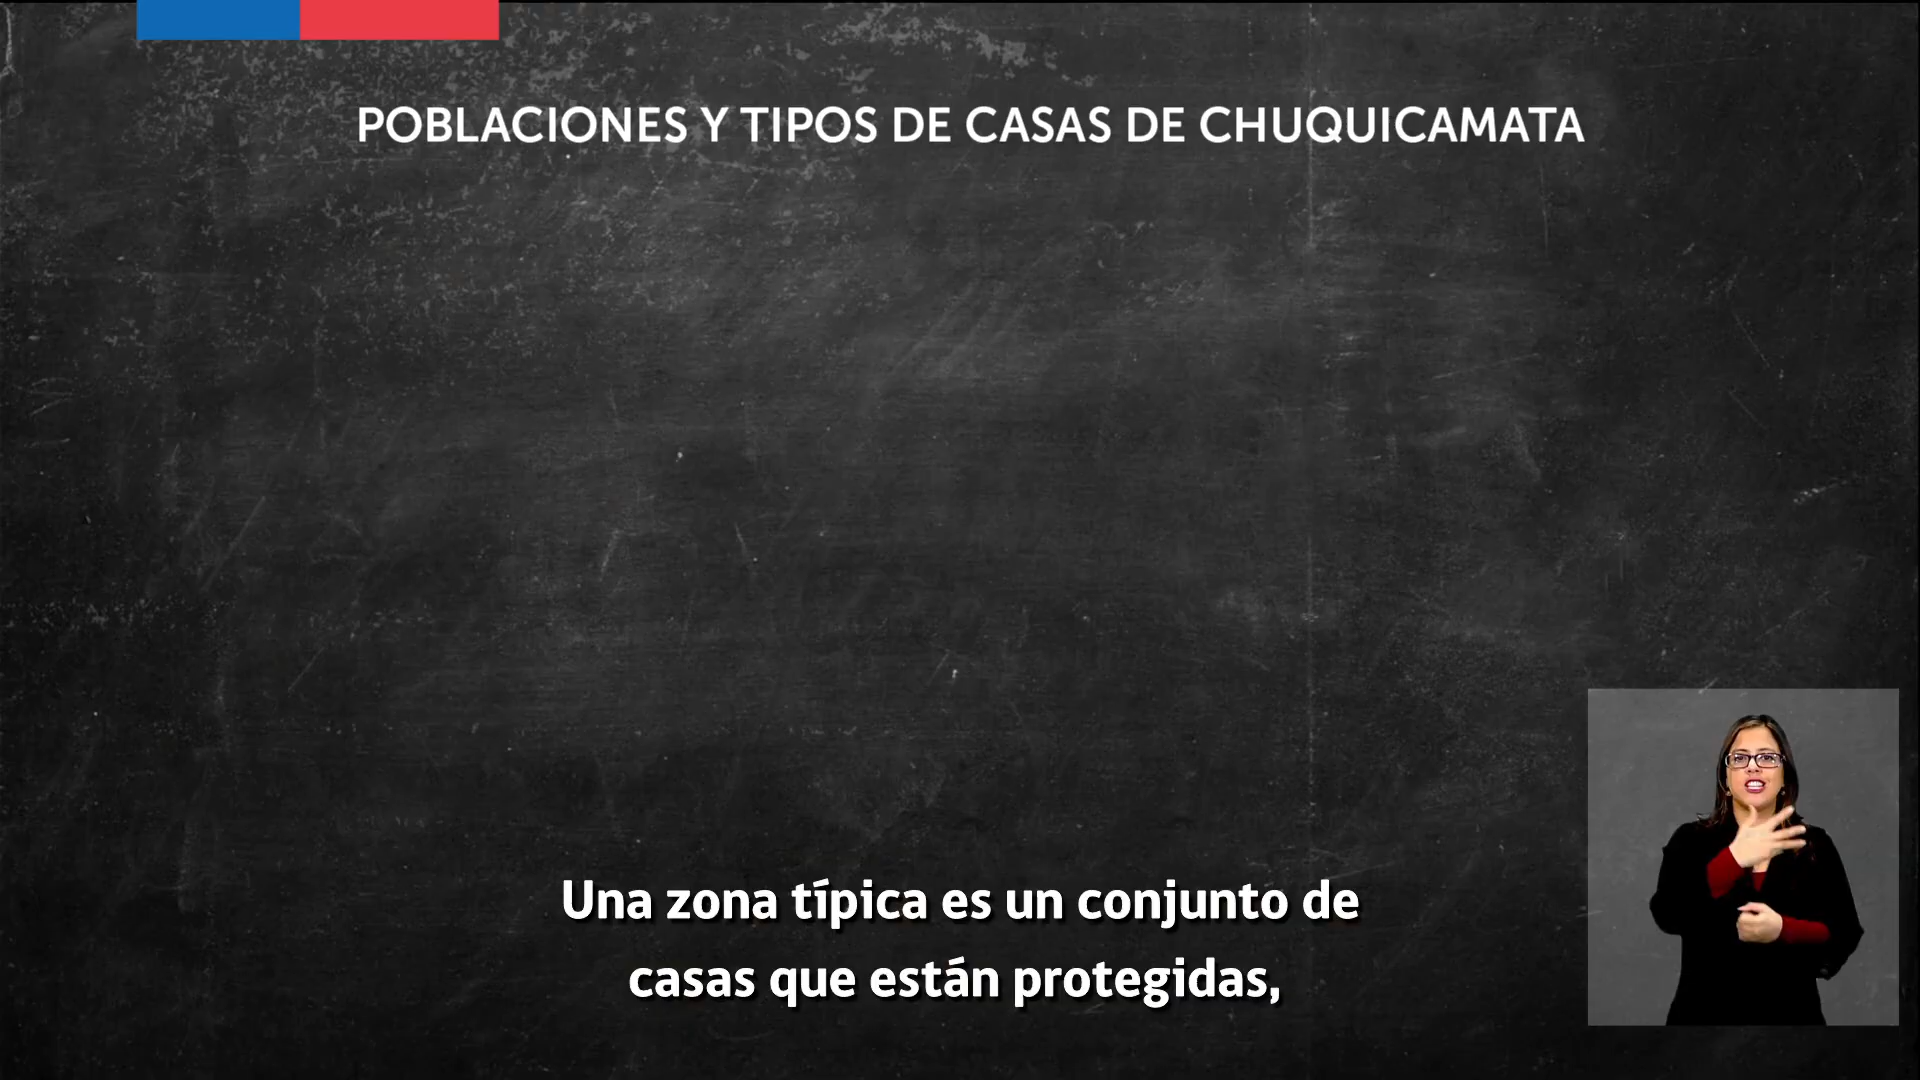 POBLACIONES Y TIPOS DE CASAS DE CHUQUICAMATA
Una zona típica es un conjunto de
casas que están protegidas,